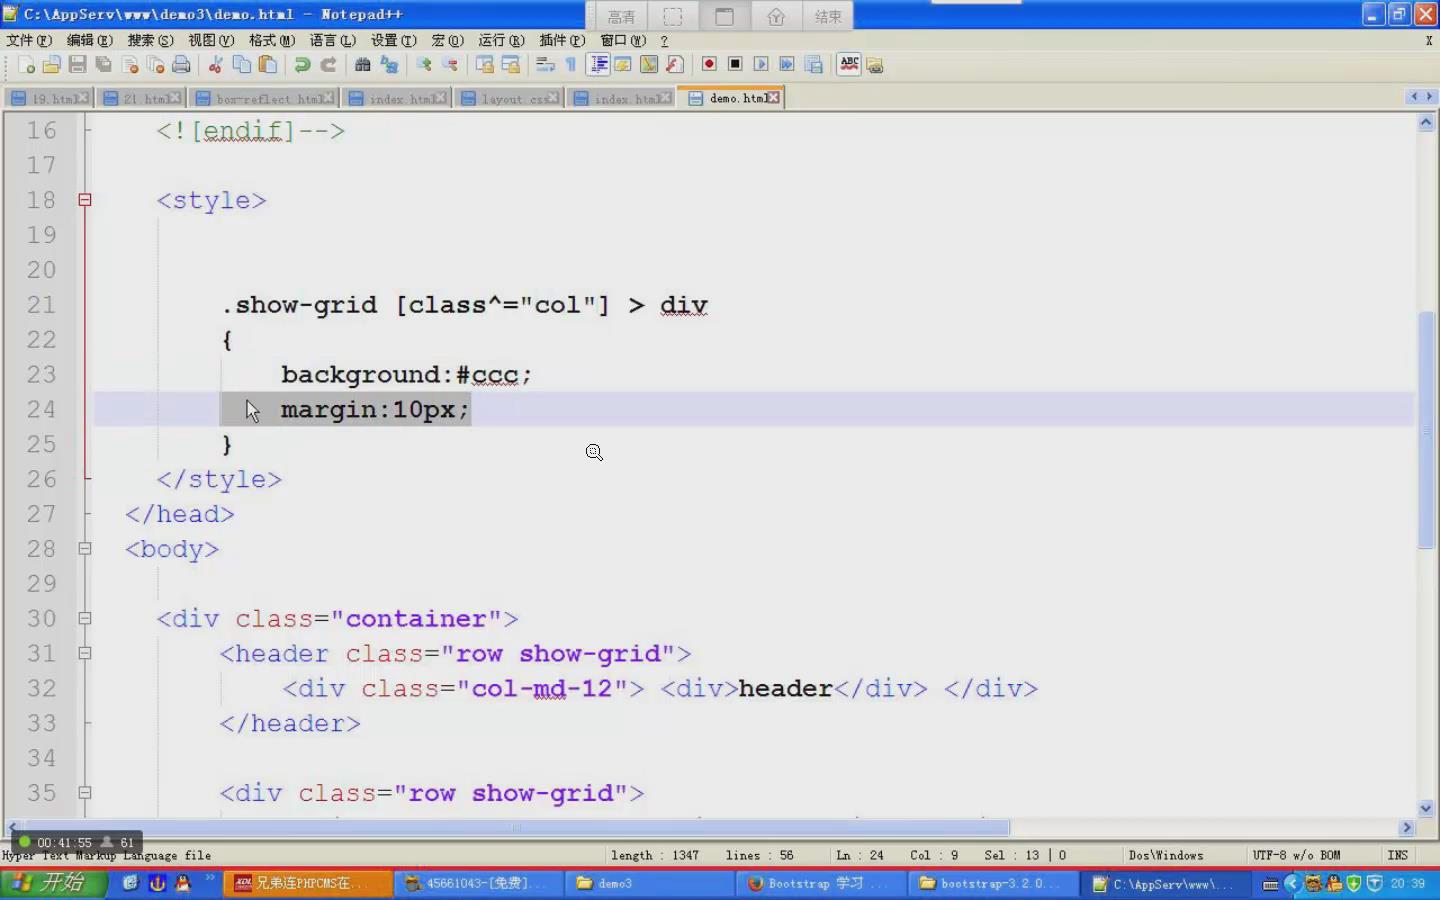 C:\AppServ\www\demo3\demo.html - Notepad++
高清 结束
文件(F) 编辑(E) 搜索(S) 视图(V) 格式(M) 语言(L) 设置(T) 宏(O) 运行(R) 插件(P) 窗口(W) ? X
ABC
19.html 21.html box-reflect.html index.html layout.css index.html demo.html
16 <![endif]-->
17
18 <style>
19
20
21 .show-grid [class^="col"] > div
22 {
23 background:#ccc;
24 margin:10px;
25 }
26 </style>
27 </head>
28 <body>
29
30 <div class="container">
31 <header class="row show-grid">
32 <div class="col-md-12"> <div>header</div> </div>
33 </header>
34
35 <div class="row show-grid">
00:41:55 61
Hyper Text Markup Language file length : 1347 lines : 56 Ln : 24 Col : 9 Sel : 13 | 0 Dos\Windows UTF-8 w/o BOM INS
开始 兄弟连PHPCMS在... 45661043-[免费]... demo3 Bootstrap 学习 ... bootstrap-3.2.0... C:\AppServ\www\... 20:39